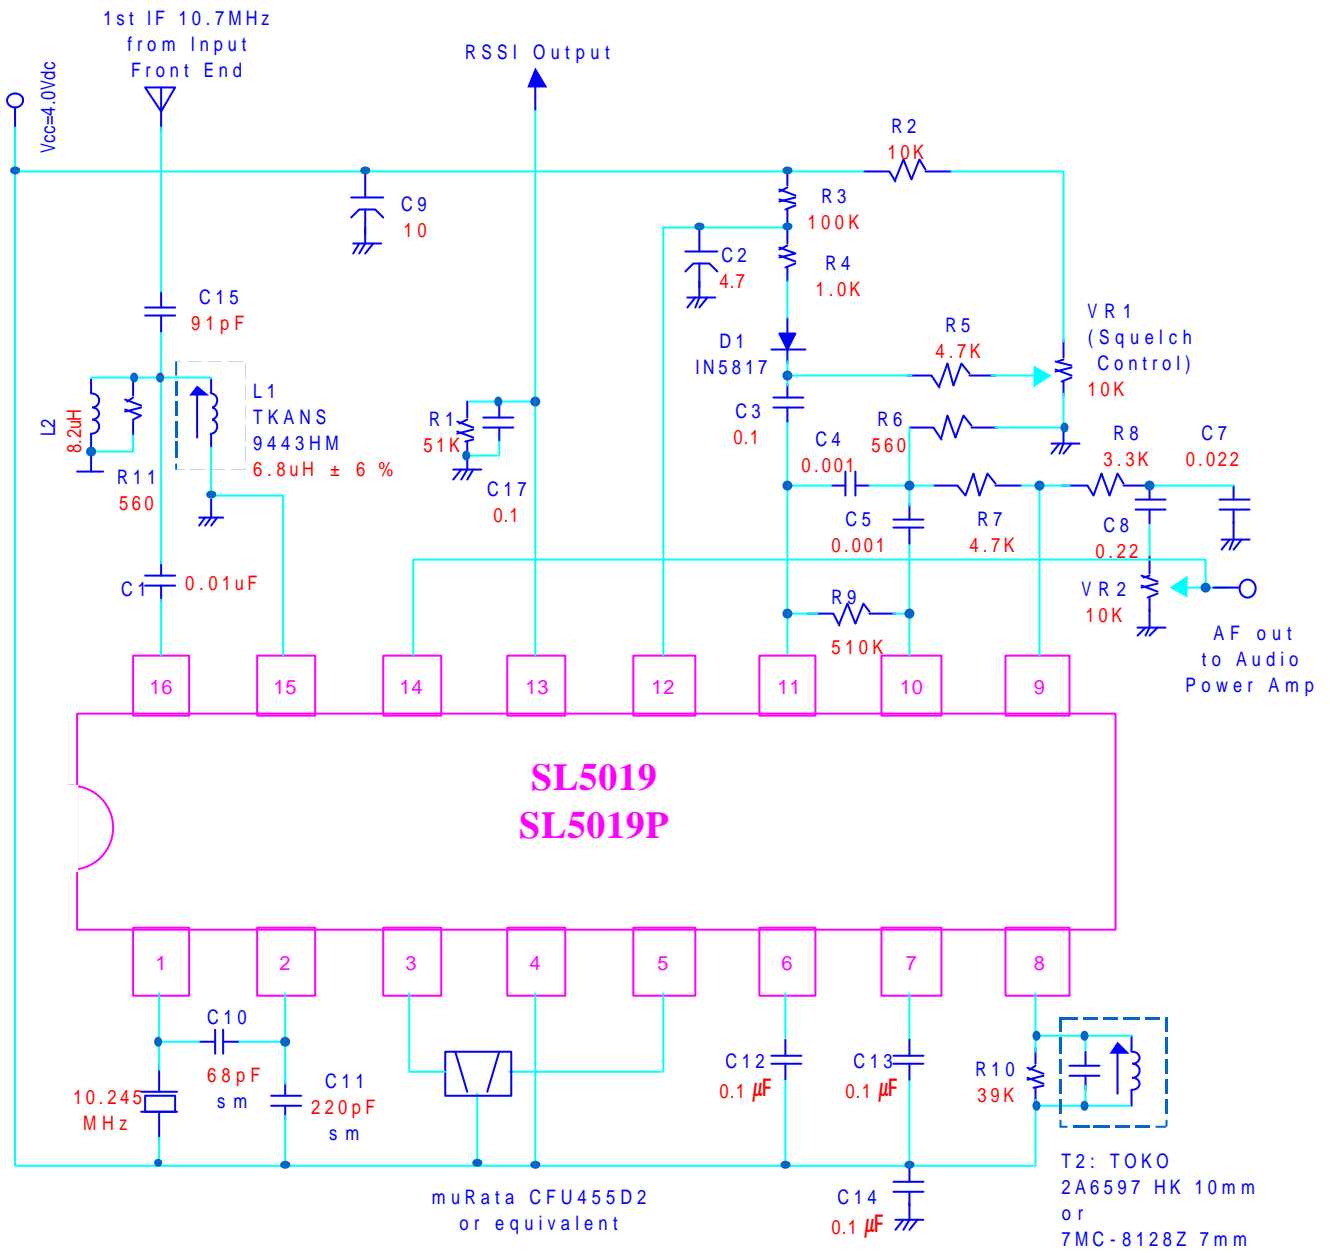 1st IF 10.7MHz
from Input
Front End
Vcc=4.0Vdc
RSSI Output
R2
10K
R3
100K
C9
10
C2
4.7
R4
1.0K
C15
91pF
VR1
(Squelch
Control)
10K
D1
IN5817
R5
4.7K
L2
8.2uH
L1
TKANS
9443HM
6.8uH ± 6 %
R11
560
R1
51K
C17
0.1
C3
0.1
C4
0.001
R6
560
R8
3.3K
C7
0.022
C5
0.001
R7
4.7K
C8
0.22
C1
0.01uF
R9
510K
VR2
10K
AF out
to Audio
Power Amp
16
15
14
13
12
11
10
9
SL5019
SL5019P
1
2
3
4
5
6
7
8
C10
68pF
sm
10.245
MHz
C11
220pF
sm
C12
0.1 µF
C13
0.1 µF
R10
39K
muRata CFU455D2
or equivalent
C14
0.1 µF
T2: TOKO
2A6597 HK 10mm
or
7MC-8128Z 7mm